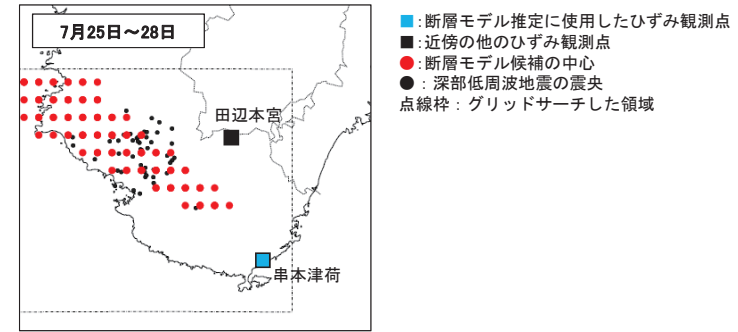 7月25日～28日
田辺本宮
串本津荷
■:断層モデル推定に使用したひずみ観測点
■:近傍の他のひずみ観測点
●:断層モデル候補の中心
●：深部低周波地震の震央
点線枠：グリッドサーチした領域